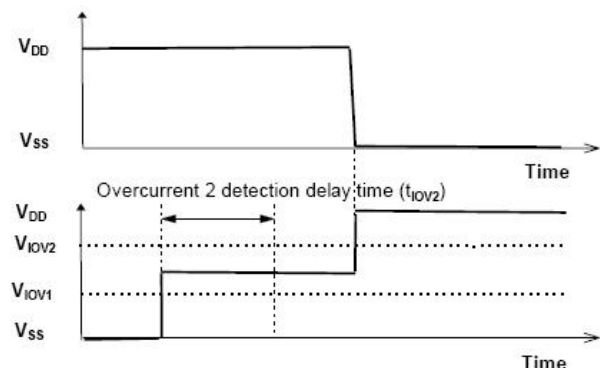 VDD
VSS
Time
Overcurrent 2 detection delay time (tIOV2)
VDD
VIOV2
VIOV1
VSS
Time